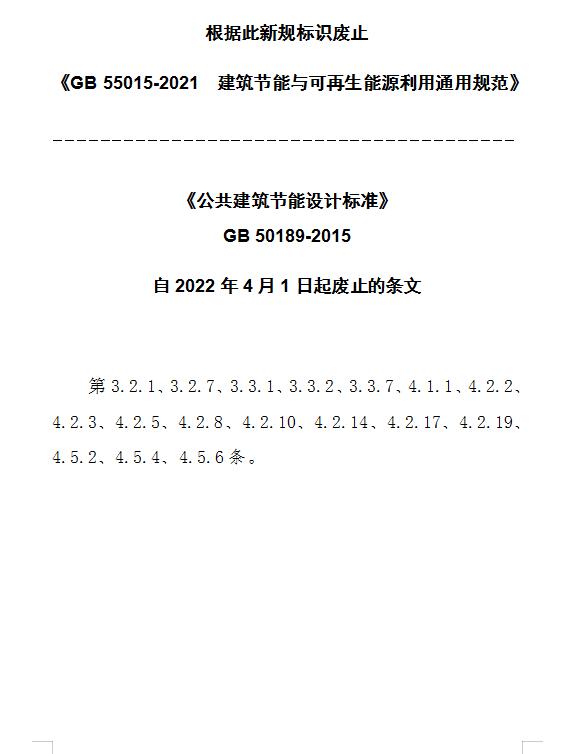 根据此新规标识废止
《GB 55015-2021　建筑节能与可再生能源利用通用规范》
----------------------------------------
《公共建筑节能设计标准》
GB 50189-2015
自 2022 年 4 月 1 日起废止的条文
第 3.2.1、3.2.7、3.3.1、3.3.2、3.3.7、4.1.1、4.2.2、
4.2.3、4.2.5、4.2.8、4.2.10、4.2.14、4.2.17、4.2.19、
4.5.2、4.5.4、4.5.6 条。